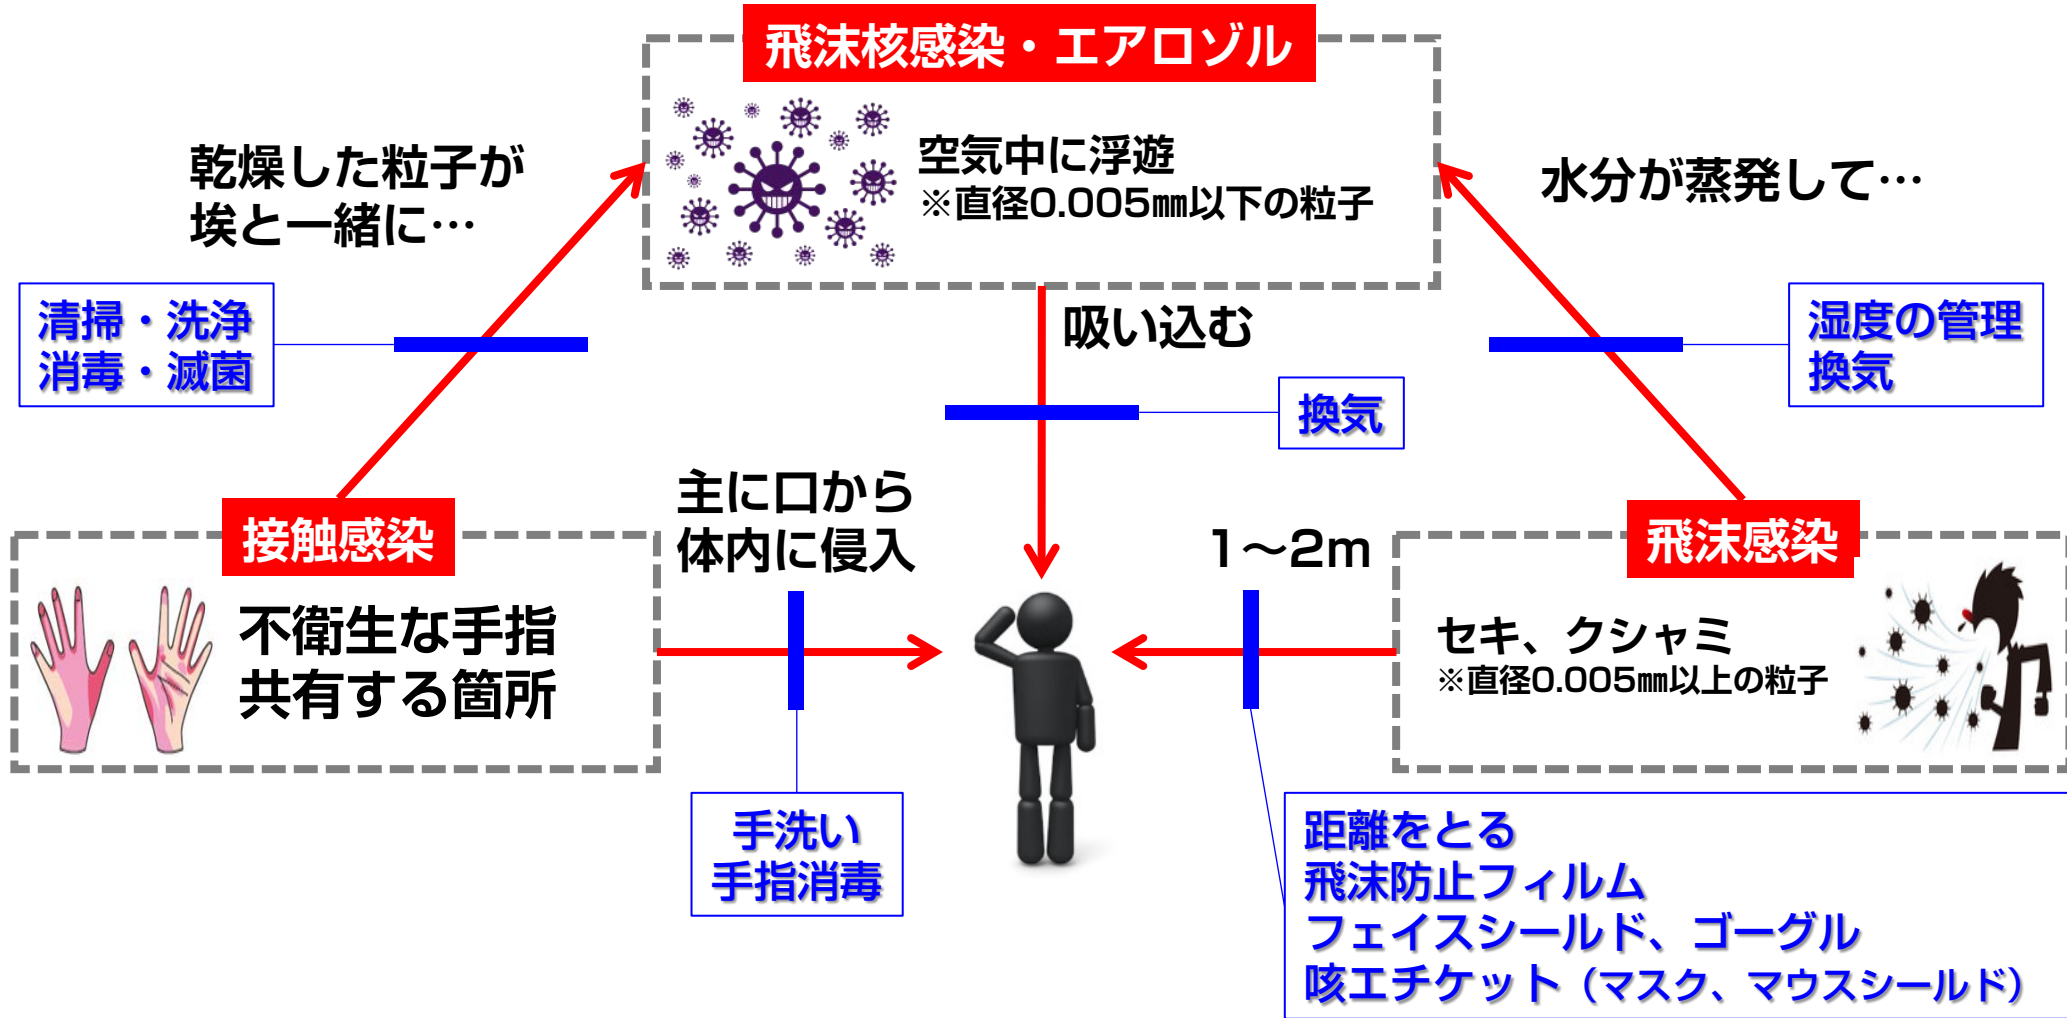 飛沫核感染・エアロゾル
空気中に浮遊
※直径0.005㎜以下の粒子
乾燥した粒子が
埃と一緒に…
水分が蒸発して…
清掃・洗浄
消毒・滅菌
吸い込む
湿度の管理
換気
換気
接触感染
不衛生な手指
共有する箇所
主に口から
体内に侵入
1～2m
飛沫感染
セキ、クシャミ
※直径0.005㎜以上の粒子
手洗い
手指消毒
距離をとる
飛沫防止フィルム
フェイスシールド、ゴーグル
咳エチケット（マスク、マウスシールド）